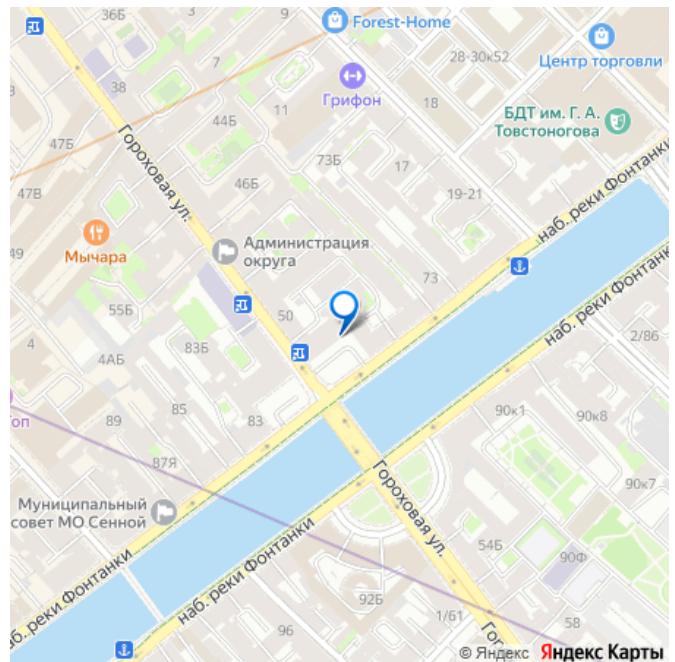 36Б
3
9
Forest-Home
28-30к52
Центр торговли
38
7
Грифон
11
18
44Б
БДТ им. Г. А.
Товстоногова
47Б
Гороховая ул.
73Б
17
46Б
19-21
47В
наб. реки Фонтанки
49
Мычара
Администрация
округа
73
наб. реки Фонтанки
55Б
50
2/86
4
4АБ
83Б
оп
89
85
83
90к1
90к8
87Я
90к7
Муниципальный
совет МО Сенной
Гороховая ул.
54Б
90Ф
наб. реки Фонтанки
наб. реки Фонтанки
92Б
1/61
58
96
Гор
© Яндекс Яндекс Карты